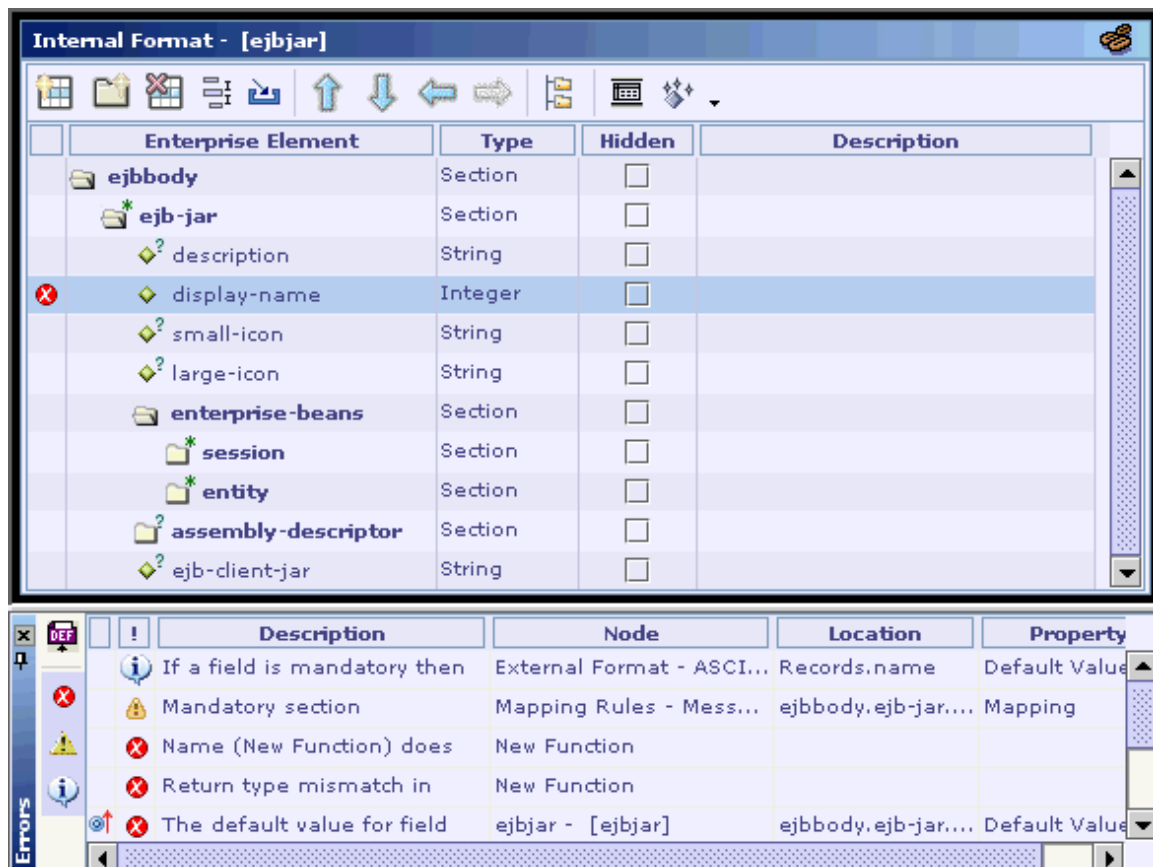 Internal Format - [ejbjar]
Enterprise Element Type Hidden Description
ejbbody Section
* ejb-jar Section
? description String
display-name Integer
? small-icon String
? large-icon String
enterprise-beans Section
* session Section
* entity Section
? assembly-descriptor Section
? ejb-client-jar String
DEF ! Description Node Location Property
If a field is mandatory then External Format - ASCI... Records.name Default Value
Mandatory section Mapping Rules - Mess... ejbbody.ejb-jar.... Mapping
Name (New Function) does New Function
Return type mismatch in New Function
The default value for field ejbjar - [ejbjar] ejbbody.ejb-jar.... Default Value
Errors